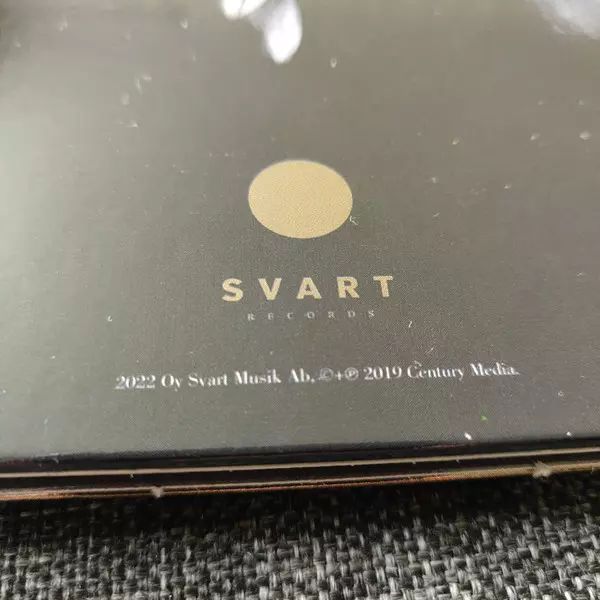 SVART
RECORDS
2022 Oy Svart Musik Ab, ©+℗ 2019 Century Media.